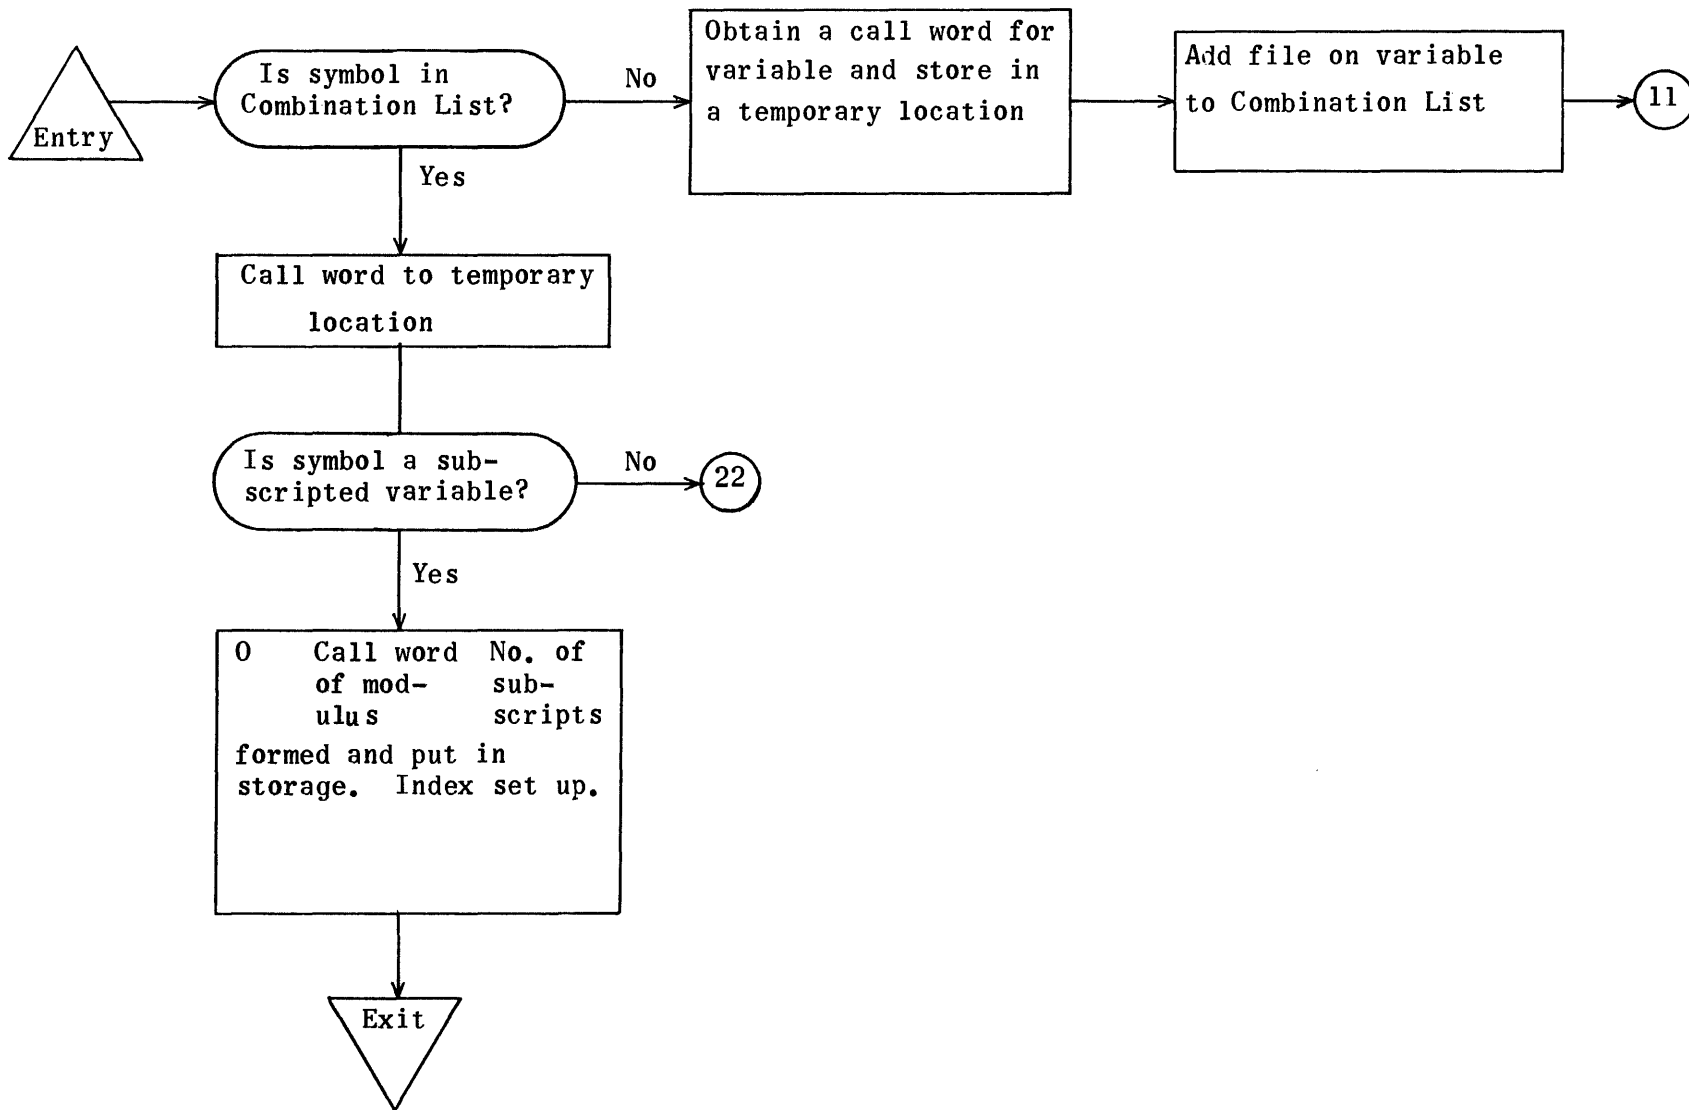 Entry
Is symbol in
Combination List?
No
Obtain a call word for
variable and store in
a temporary location
Add file on variable
to Combination List
11
Yes
Call word to temporary
location
Is symbol a sub-
scripted variable?
No
22
Yes
0 Call word No. of
of mod- sub-
ulus scripts
formed and put in
storage. Index set up.
Exit